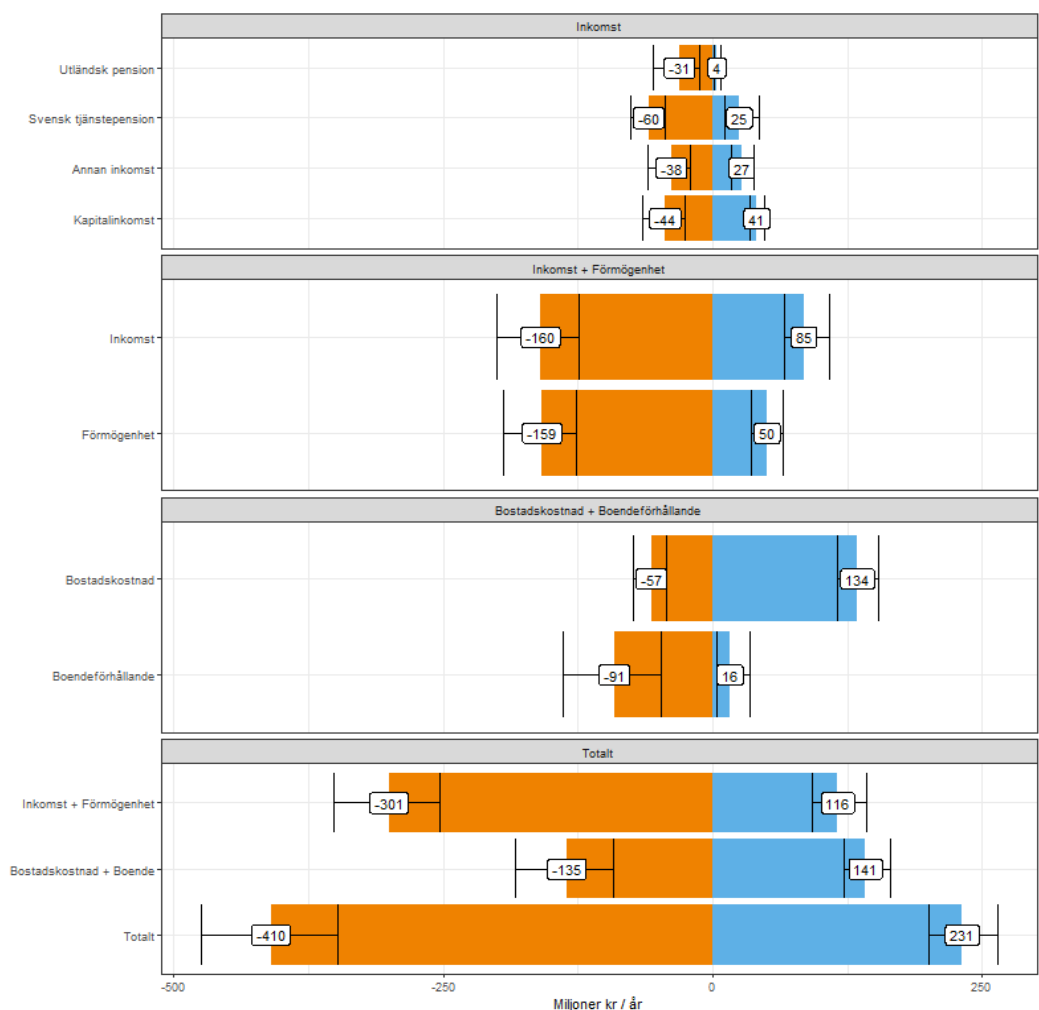 Inkomst
Utländsk pension -31 4
Svensk tjänstepension -60 25
Annan inkomst -38 27
Kapitalinkomst -44 41
Inkomst + Förmögenhet
Inkomst -160 85
Förmögenhet -159 50
Bostadskostnad + Boendeförhållande
Bostadskostnad -57 134
Boendeförhållande -91 16
Totalt
Inkomst + Förmögenhet -301 116
Bostadskostnad + Boende -135 141
Totalt -410 231
-500 -250 0 250
Miljoner kr / år